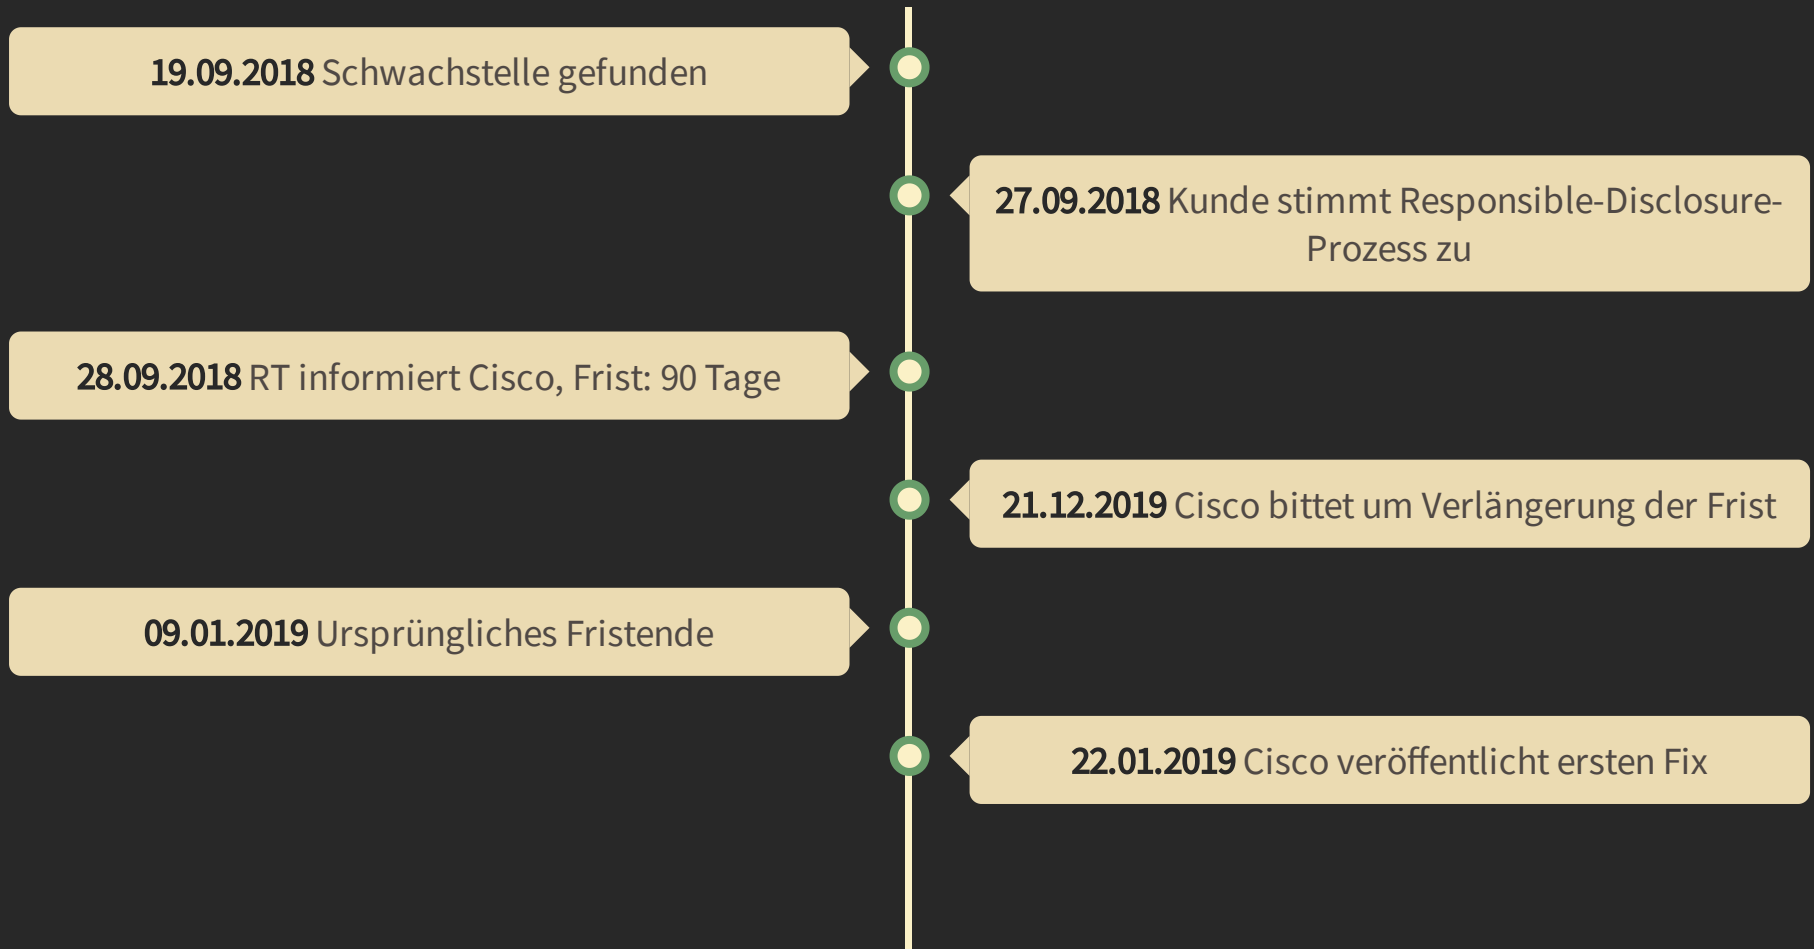 19.09.2018 Schwachstelle gefunden
27.09.2018 Kunde stimmt Responsible-Disclosure-
Prozess zu
28.09.2018 RT informiert Cisco, Frist: 90 Tage
21.12.2019 Cisco bittet um Verlängerung der Frist
09.01.2019 Ursprüngliches Fristende
22.01.2019 Cisco veröffentlicht ersten Fix